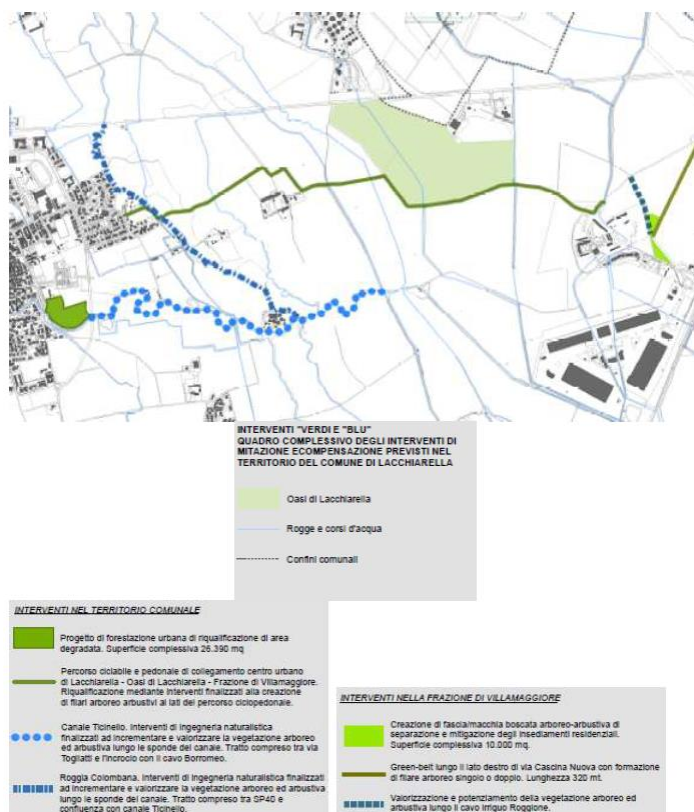 INTERVENTI "VERDI E "BLU"
QUADRO COMPLESSIVO DEGLI INTERVENTI DI
MITAZIONE ECOMPENSAZIONE PREVISTI NEL
TERRITORIO DEL COMUNE DI LACCHIARELLA
Oasi di Lacchiarella
Rogge e corsi d'acqua
Confini comunali
INTERVENTI NEL TERRITORIO COMUNALE
Progetto di forestazione urbana di riqualificazione di area
degradata. Superficie complessiva 26.390 mq
Percorso ciclabile e pedonale di collegamento centro urbano
di Lacchiarella - Oasi di Lacchiarella - Frazione di Villamaggiore.
Riqualificazione mediante interventi finalizzati alla creazione
di filari arboreo arbustivi ai lati del percorso ciclopedonale.
Canale Ticinello. Interventi di ingegneria naturalistica
finalizzati ad incrementare e valorizzare la vegetazione arboreo
ed arbustiva lungo le sponde del canale. Tratto compreso tra via
Togliatti e l'incrocio con il cavo Borromeo.
Roggia Colombana. Interventi di ingegneria naturalistica finalizzati
ad incrementare e valorizzare la vegetazione arboreo ed arbustiva
lungo le sponde del canale. Tratto compreso tra SP40 e
confluenza con canale Ticinello.
INTERVENTI NELLA FRAZIONE DI VILLAMAGGIORE
Creazione di fascia/macchia boscata arboreo-arbustiva di
separazione e mitigazione degli insediamenti residenziali.
Superficie complessiva 10.000 mq.
Green-belt lungo il lato destro di via Cascina Nuova con formazione
di filare arboreo singolo o doppio. Lunghezza 320 mt.
Valorizzazione e potenziamento della vegetazione arboreo ed
arbustiva lungo il cavo irriguo Roggione.